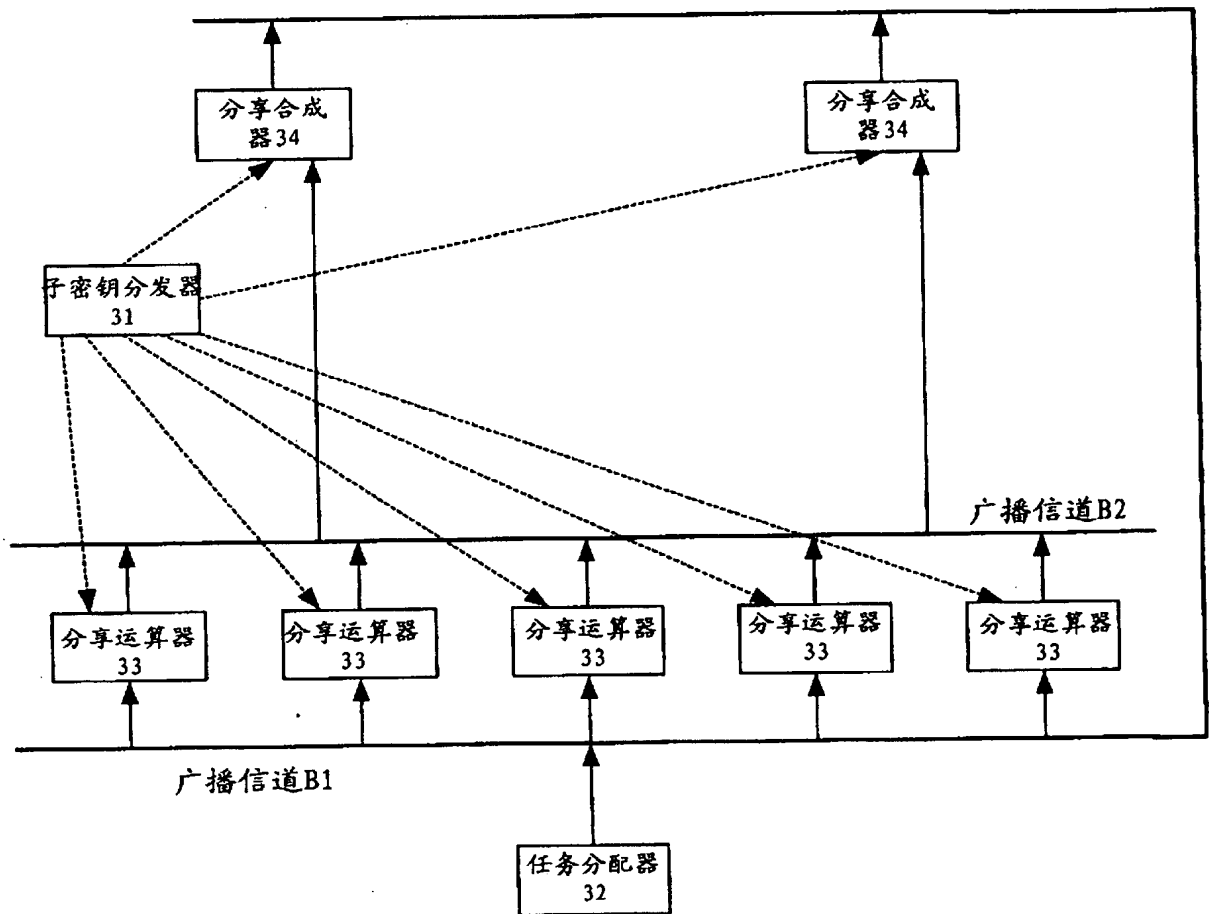 分享合成
器34
分享合成
器34
子密钥分发器
31
广播信道B2
分享运算器
33
分享运算器
33
分享运算器
33
分享运算器
33
分享运算器
33
广播信道B1
任务分配器
32